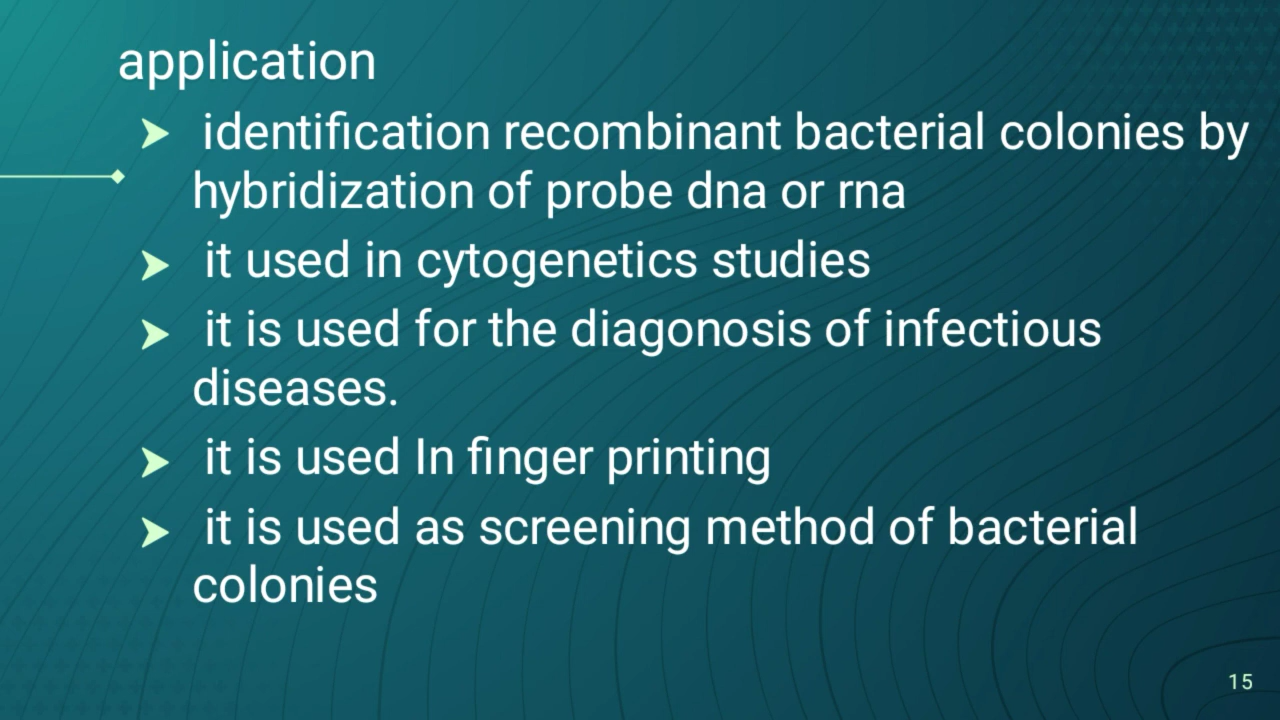 application
➤ identification recombinant bacterial colonies by
hybridization of probe dna or rna
➤ it used in cytogenetics studies
➤ it is used for the diagonosis of infectious
diseases.
➤ it is used In finger printing
➤ it is used as screening method of bacterial
colonies
15